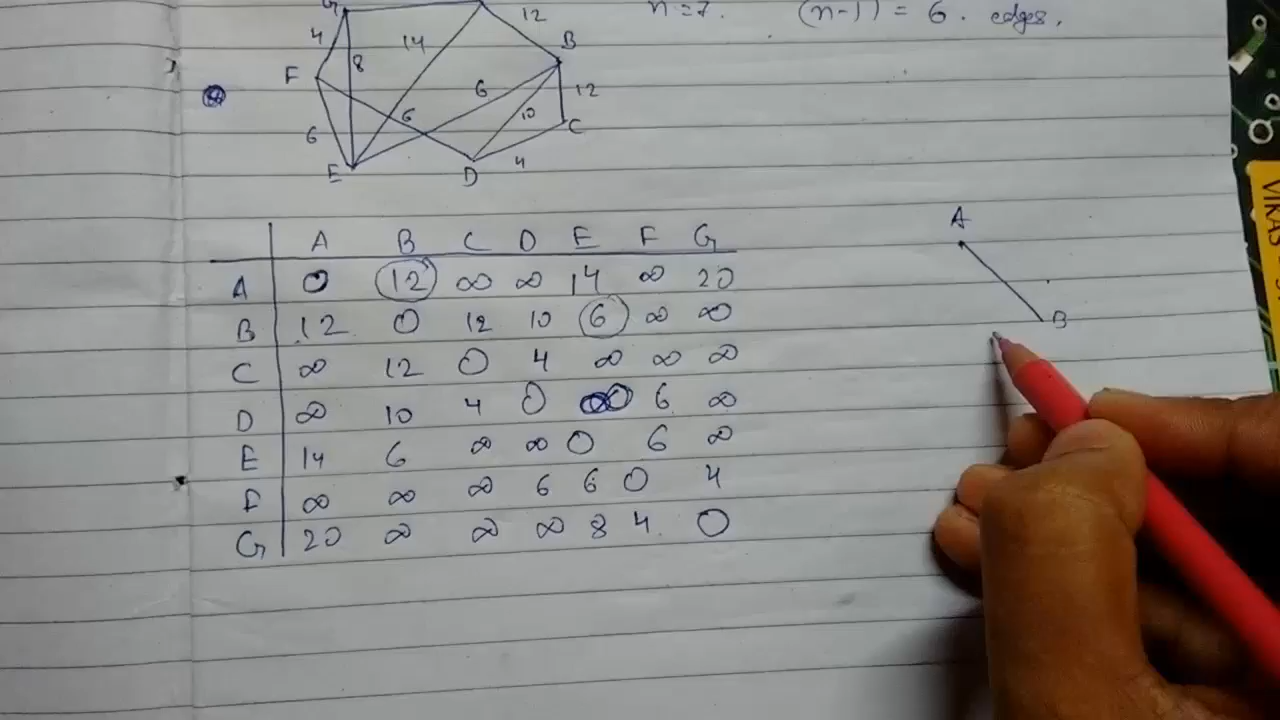 G 12 n=7. (n-1) = 6. edges.
4 14 B
F 8 6 12
6 6 10 C
E D 4
A
A B C D E F G
A 0 12 ∞ ∞ 14 ∞ 20
B 12 0 12 10 6 ∞ ∞
B
C ∞ 12 0 4 ∞ ∞ ∞
D ∞ 10 4 0 ∞ 6 ∞
E 14 6 ∞ ∞ 0 6 ∞
F ∞ ∞ ∞ 6 6 0 4
G 20 ∞ ∞ ∞ 8 4. 0
VIKAS